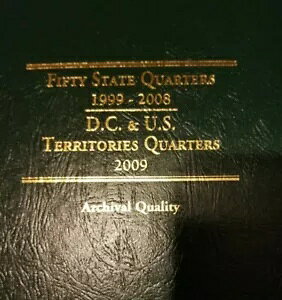 Fifty State Quarters
1999 - 2008
D.C. & U.S.
Territories Quarters
2009
Archival Quality